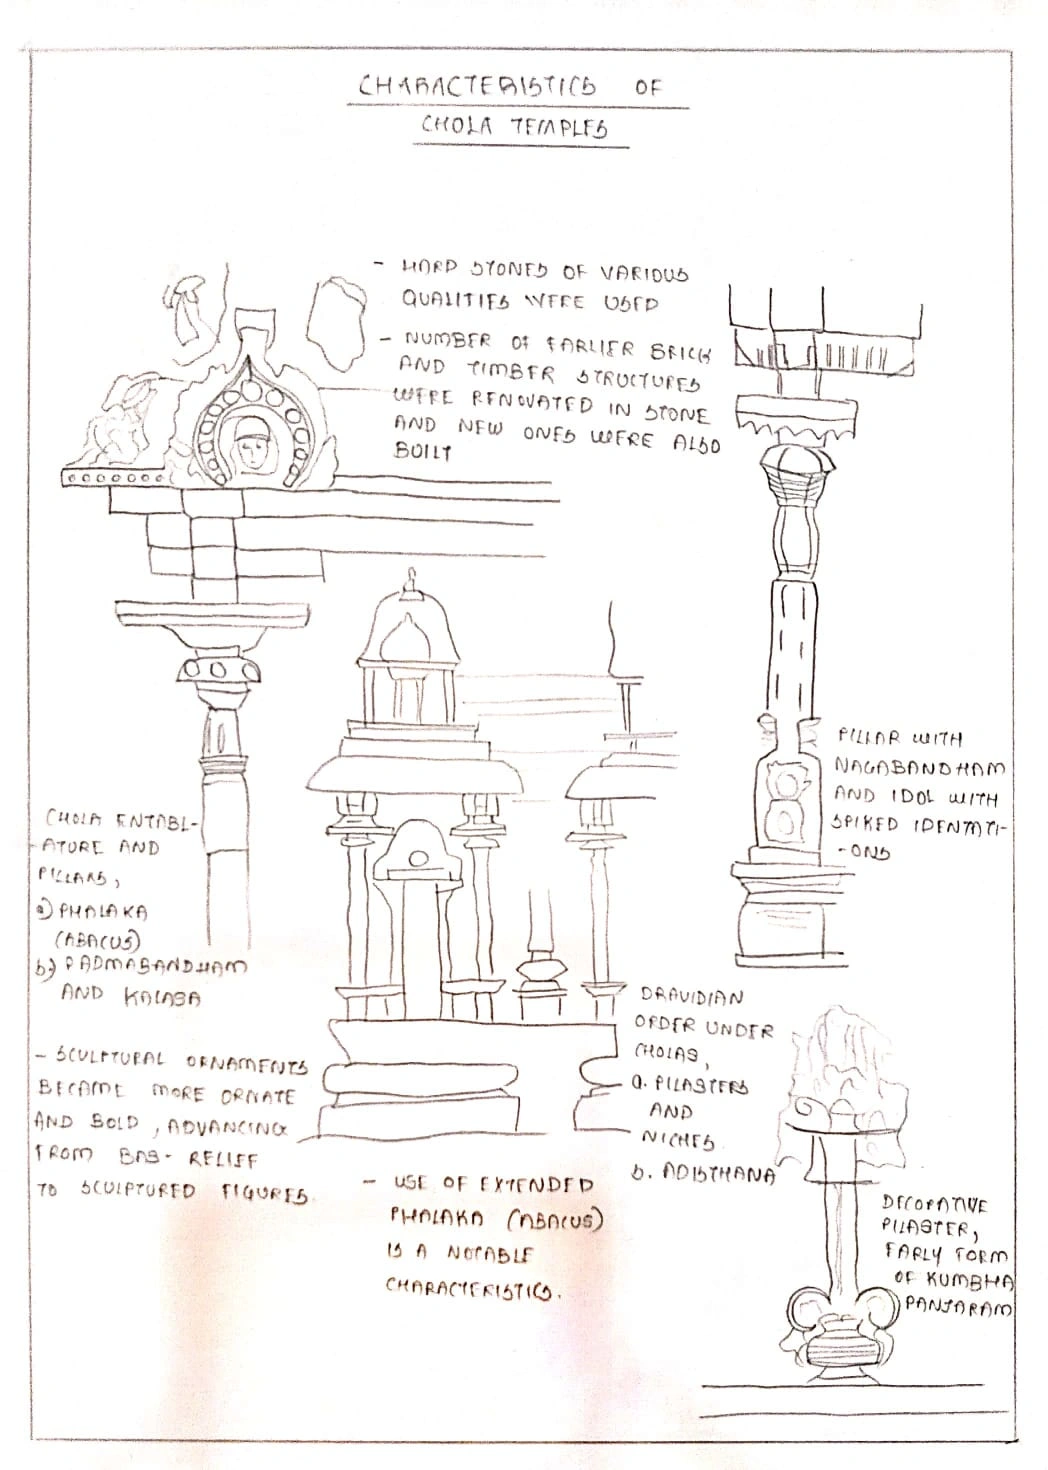 CHARACTERISTICS OF
CHOLA TEMPLES
- HARD STONES OF VARIOUS
QUALITIES WERE USED
- NUMBER OF EARLIER BRICK
AND TIMBER STRUCTURES
WERE RENOVATED IN STONE
AND NEW ONES WERE ALSO
BUILT
PILLAR WITH
NAGABANDHAM
AND IDOL WITH
SPIKED IDENTATI-
-ONS
CHOLA ENTABL-
-ATURE AND
PILLARS,
a) PHALAKA
(ABACUS)
b) PADMABANDHAM
AND KALASA
DRAVIDIAN
ORDER UNDER
CHOLAS,
a. PILASTERS
AND
NICHES.
b. ADISTHANA
- SCULPTURAL ORNAMENTS
BECAME MORE ORNATE
AND BOLD, ADVANCING
FROM BAS- RELIEF
TO SCULPTURED FIGURES.
- USE OF EXTENDED
PHALAKA (ABACUS)
IS A NOTABLE
CHARACTERISTICS.
DECORATIVE
PILASTER,
EARLY FORM
OF KUMBHA
PANJARAM